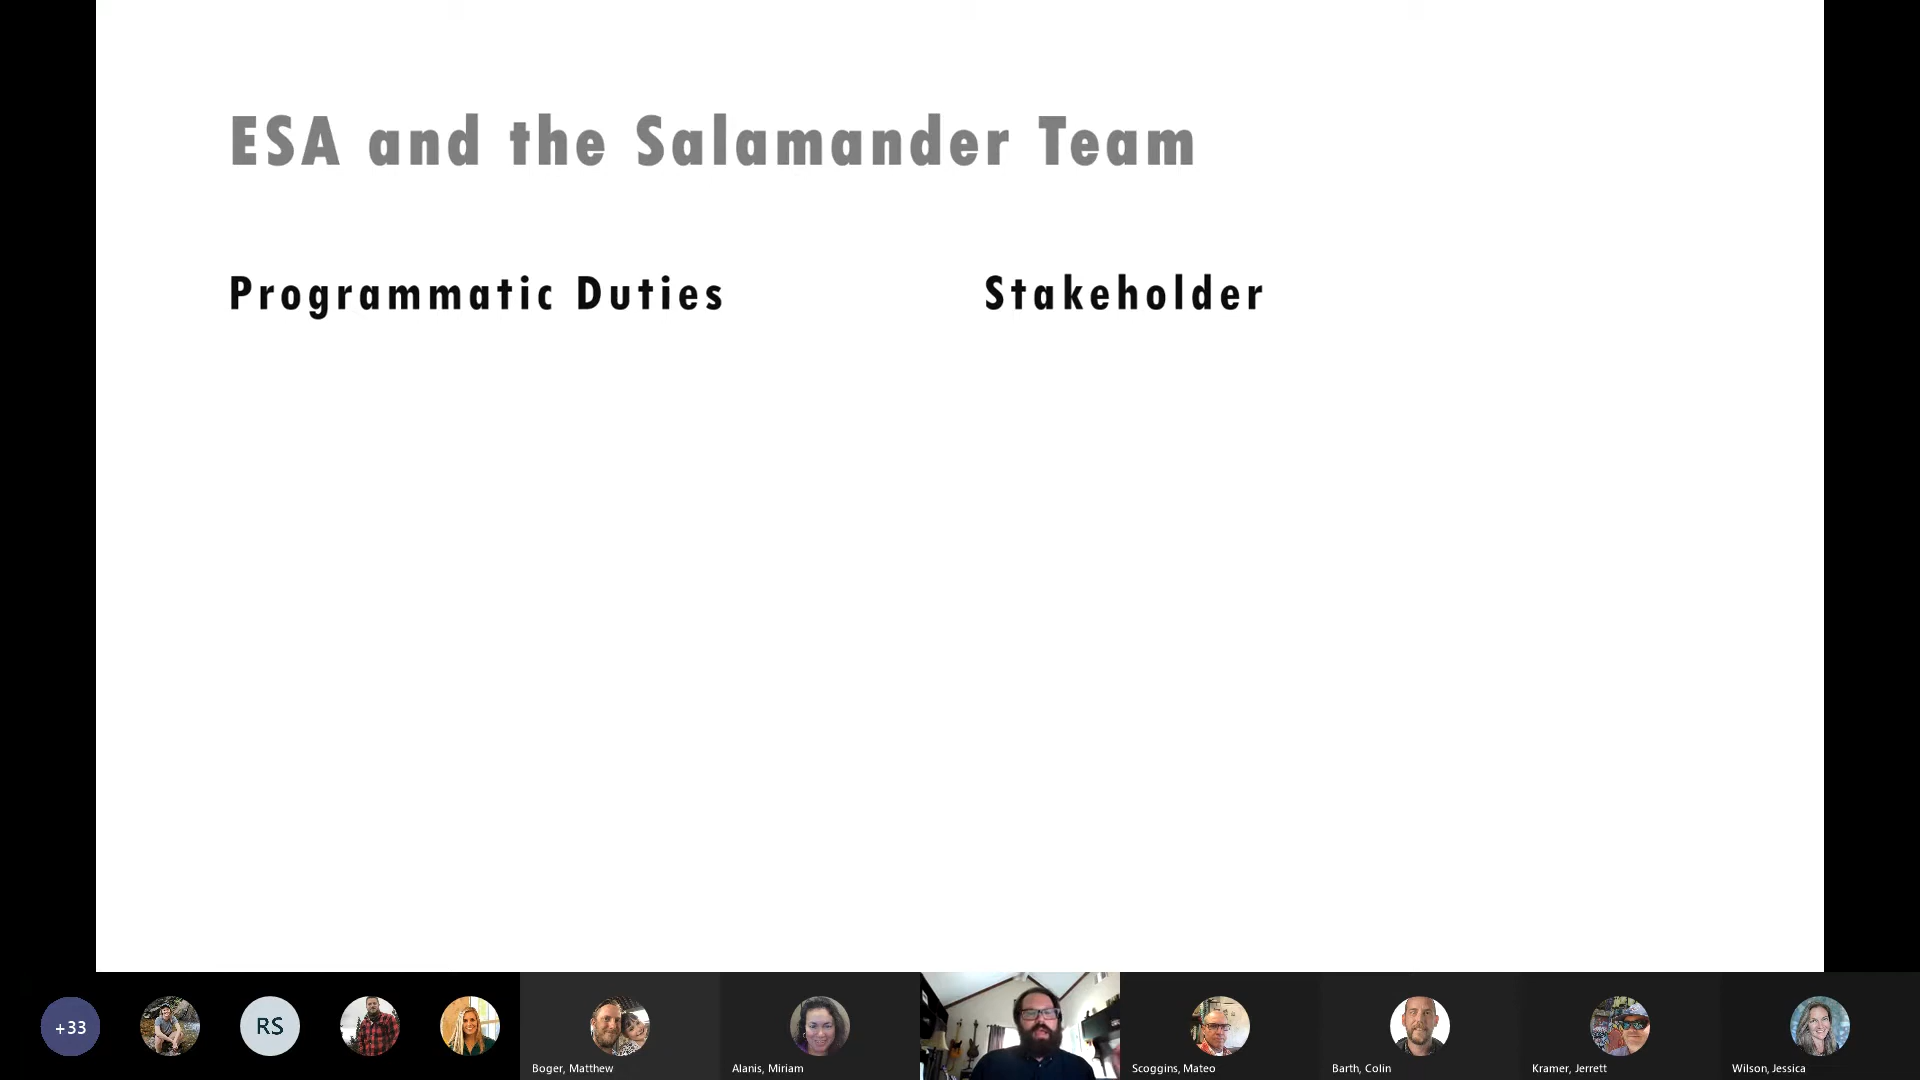 ESA and the Salamander Team
Programmatic Duties
Stakeholder
+33
RS
Boger, Matthew
Alanis, Miriam
Scoggins, Mateo
Barth, Colin
Kramer, Jerrett
Wilson, Jessica